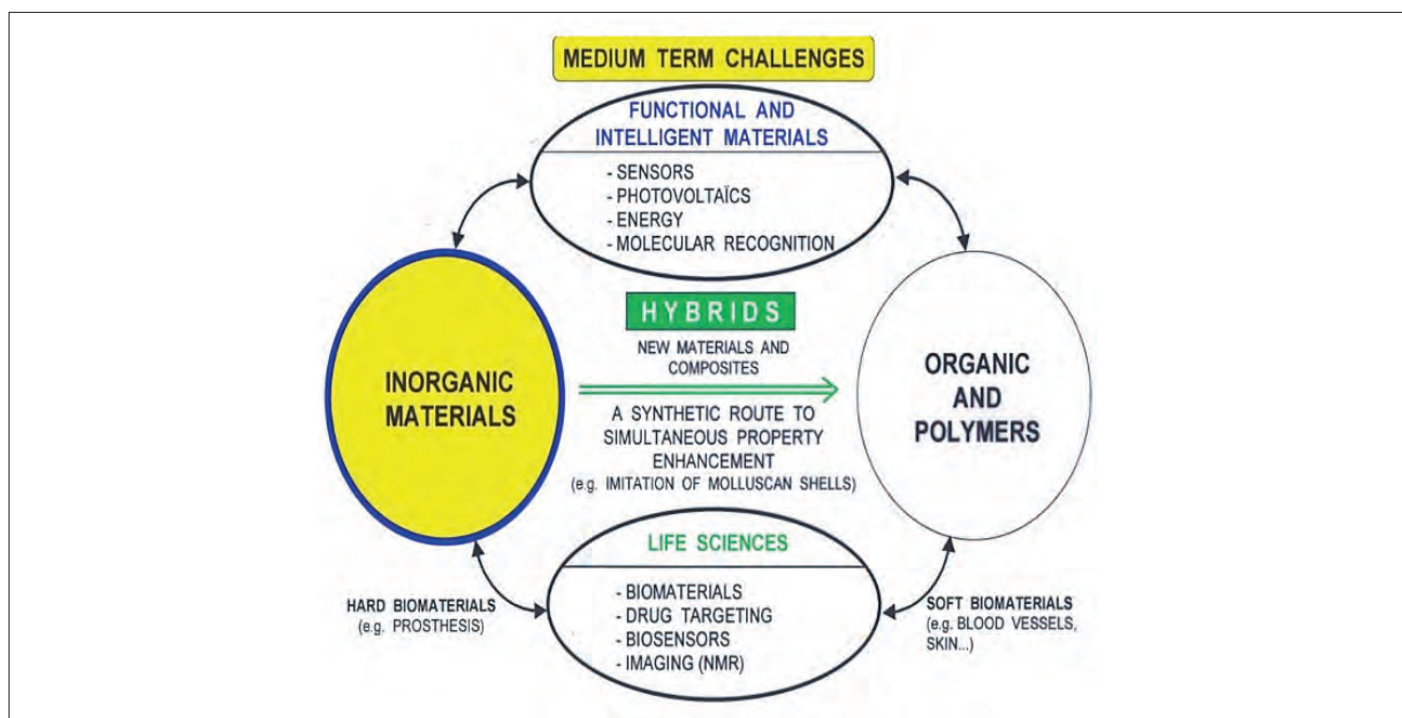 MEDIUM TERM CHALLENGES
FUNCTIONAL AND
INTELLIGENT MATERIALS
- SENSORS
- PHOTOVOLTAÏCS
- ENERGY
- MOLECULAR RECOGNITION
INORGANIC
MATERIALS
HYBRIDS
NEW MATERIALS AND
COMPOSITES
A SYNTHETIC ROUTE TO
SIMULTANEOUS PROPERTY
ENHANCEMENT
(e.g. IMITATION OF MOLLUSCAN SHELLS)
ORGANIC
AND
POLYMERS
LIFE SCIENCES
- BIOMATERIALS
- DRUG TARGETING
- BIOSENSORS
- IMAGING (NMR)
HARD BIOMATERIALS
(e.g. PROSTHESIS)
SOFT BIOMATERIALS
(e.g. BLOOD VESSELS,
SKIN...)